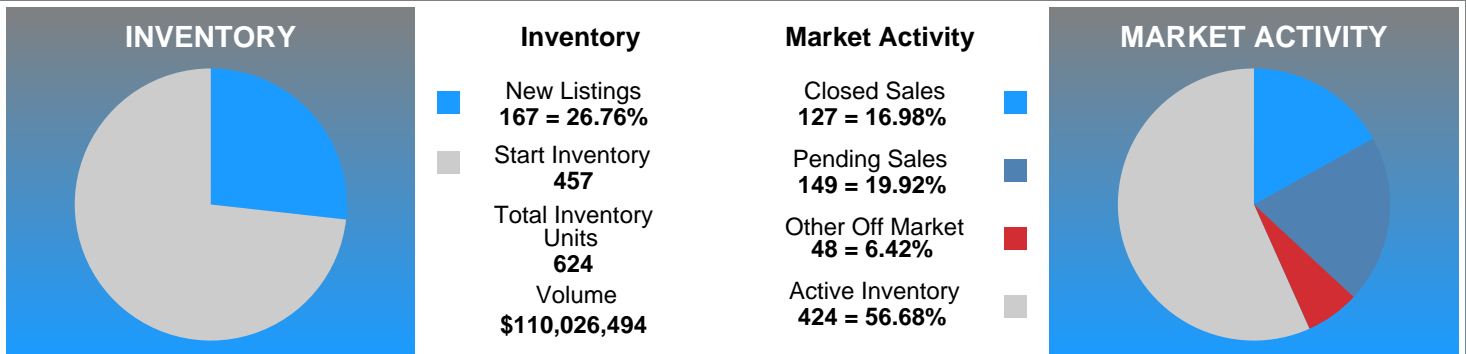 INVENTORY
Inventory
New Listings
167 = 26.76%
Start Inventory
457
Total Inventory
Units
624
Volume
$110,026,494
Market Activity
Closed Sales
127 = 16.98%
Pending Sales
149 = 19.92%
Other Off Market
48 = 6.42%
Active Inventory
424 = 56.68%
MARKET ACTIVITY